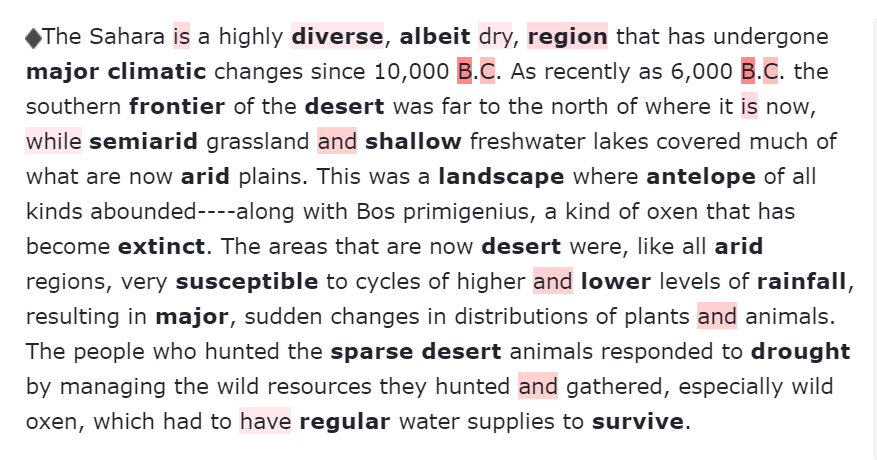 ◆The Sahara is a highly diverse, albeit dry, region that has undergone
major climatic changes since 10,000 B.C. As recently as 6,000 B.C. the
southern frontier of the desert was far to the north of where it is now,
while semiarid grassland and shallow freshwater lakes covered much of
what are now arid plains. This was a landscape where antelope of all
kinds abounded----along with Bos primigenius, a kind of oxen that has
become extinct. The areas that are now desert were, like all arid
regions, very susceptible to cycles of higher and lower levels of rainfall,
resulting in major, sudden changes in distributions of plants and animals.
The people who hunted the sparse desert animals responded to drought
by managing the wild resources they hunted and gathered, especially wild
oxen, which had to have regular water supplies to survive.